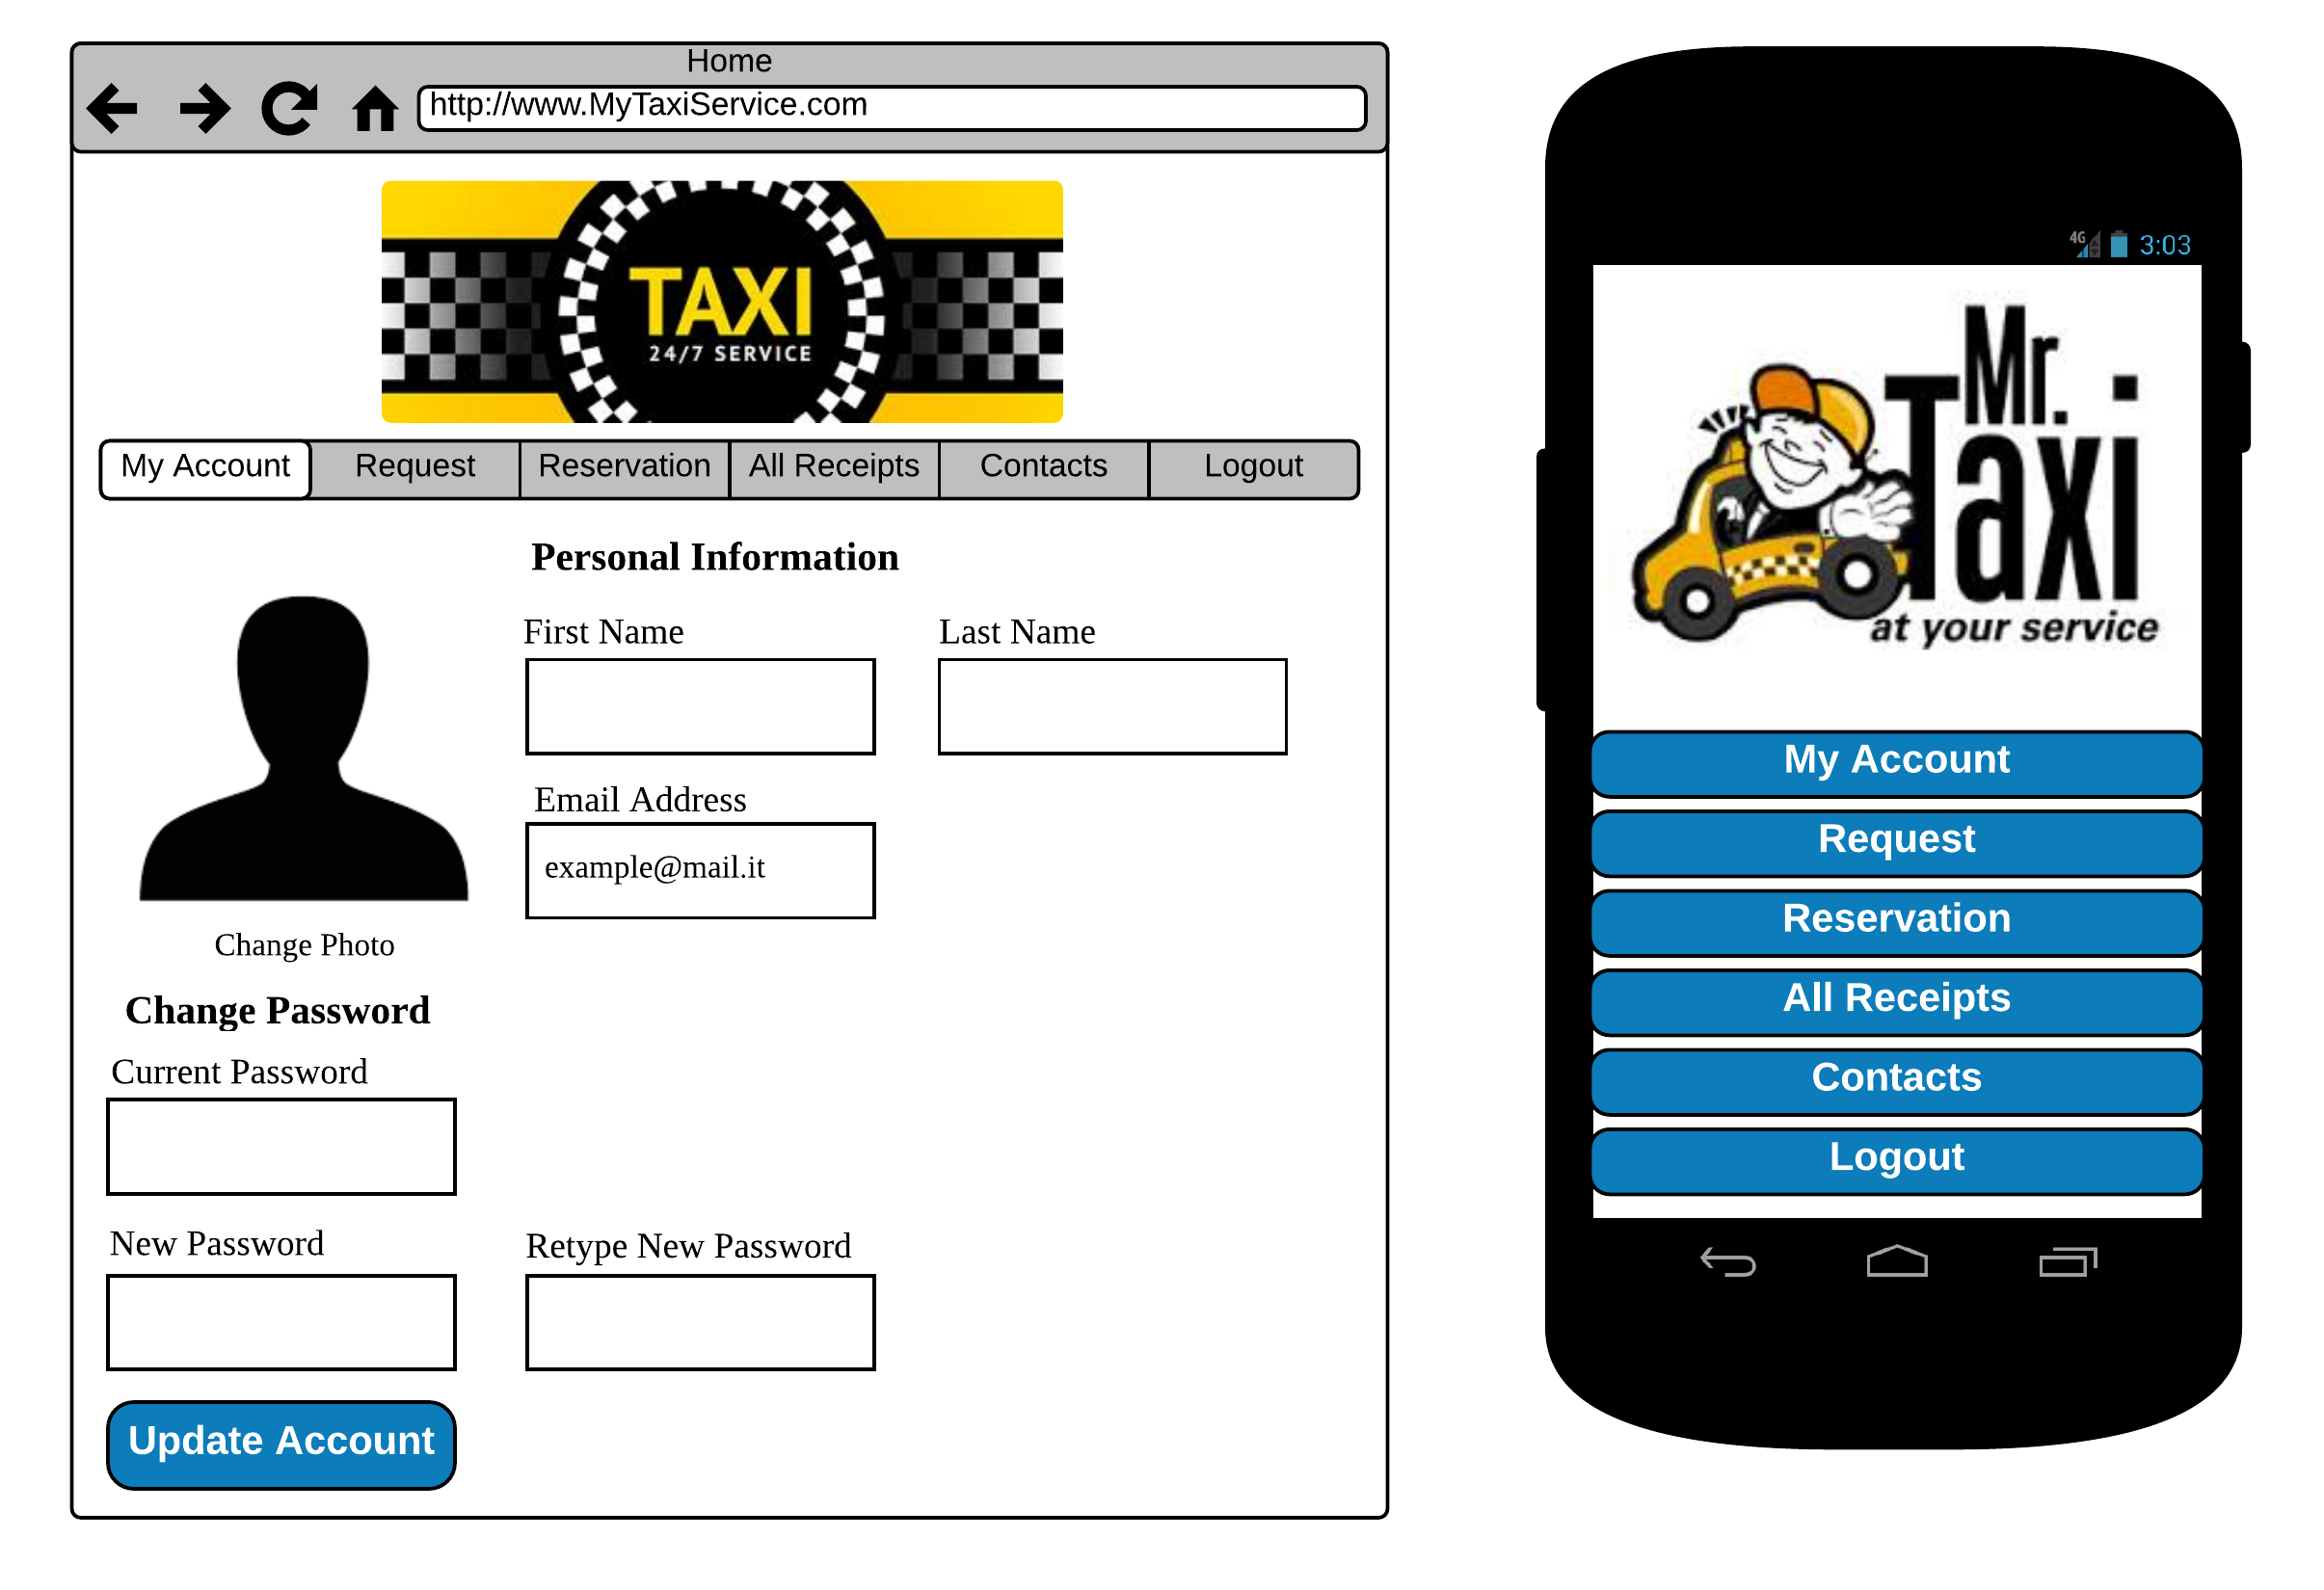 Home
http://www.MyTaxiService.com
TAXI
24/7 SERVICE
My Account Request Reservation All Receipts Contacts Logout
Personal Information
First Name Last Name
Email Address
example@mail.it
Change Photo
Change Password
Current Password
New Password Retype New Password
Update Account
4G 3:03
Mr.
Taxi
at your service
My Account
Request
Reservation
All Receipts
Contacts
Logout